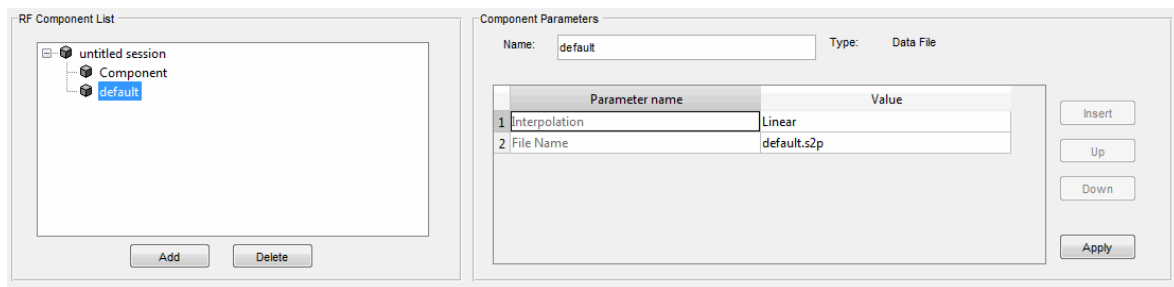 RF Component List
untitled session
Component
default
Add Delete
Component Parameters
Name: default Type: Data File
Parameter name Value
1 Interpolation Linear
2 File Name default.s2p
Insert
Up
Down
Apply